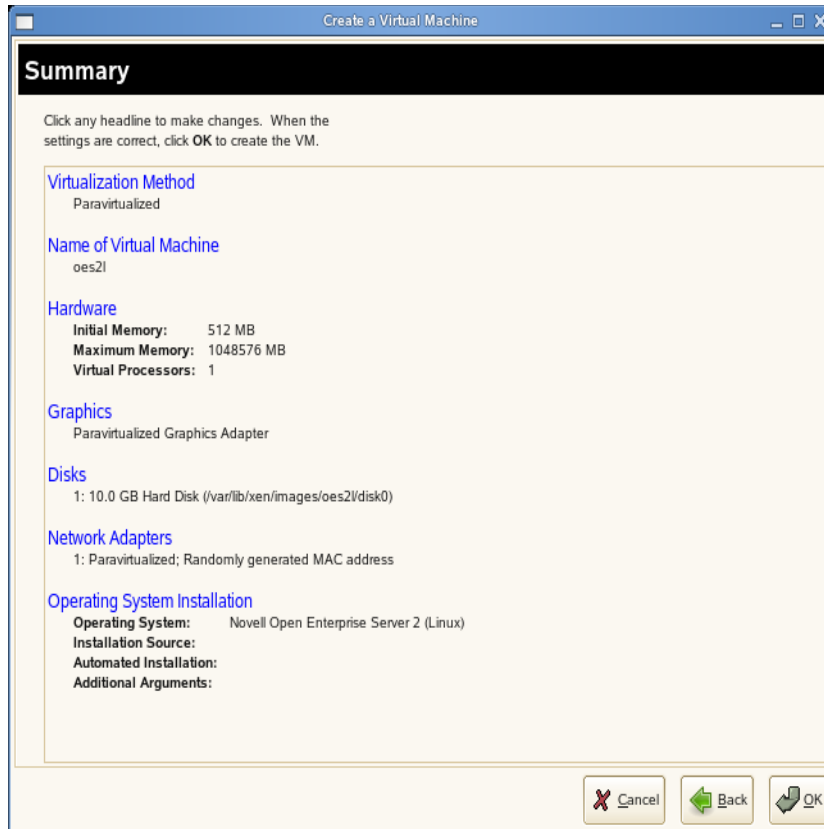 Create a Virtual Machine
Summary
Click any headline to make changes. When the
settings are correct, click OK to create the VM.
Virtualization Method
Paravirtualized
Name of Virtual Machine
oes2l
Hardware
Initial Memory: 512 MB
Maximum Memory: 1048576 MB
Virtual Processors: 1
Graphics
Paravirtualized Graphics Adapter
Disks
1: 10.0 GB Hard Disk (/var/lib/xen/images/oes2l/disk0)
Network Adapters
1: Paravirtualized; Randomly generated MAC address
Operating System Installation
Operating System: Novell Open Enterprise Server 2 (Linux)
Installation Source:
Automated Installation:
Additional Arguments:
Cancel Back OK